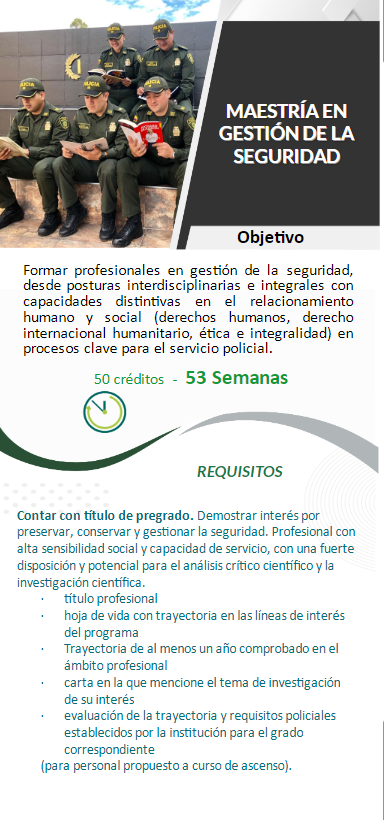 MAESTRÍA EN
GESTIÓN DE LA
SEGURIDAD
Objetivo
Formar profesionales en gestión de la seguridad,
desde posturas interdisciplinarias e integrales con
capacidades distintivas en el relacionamiento
humano y social (derechos humanos, derecho
internacional humanitario, ética e integralidad) en
procesos clave para el servicio policial.
50 créditos - 53 Semanas
REQUISITOS
Contar con título de pregrado. Demostrar interés por
preservar, conservar y gestionar la seguridad. Profesional con
alta sensibilidad social y capacidad de servicio, con una fuerte
disposición y potencial para el análisis crítico científico y la
investigación científica.
· título profesional
· hoja de vida con trayectoria en las líneas de interés
del programa
· Trayectoria de al menos un año comprobado en el
ámbito profesional
· carta en la que mencione el tema de investigación
de su interés
· evaluación de la trayectoria y requisitos policiales
establecidos por la institución para el grado
correspondiente
(para personal propuesto a curso de ascenso).